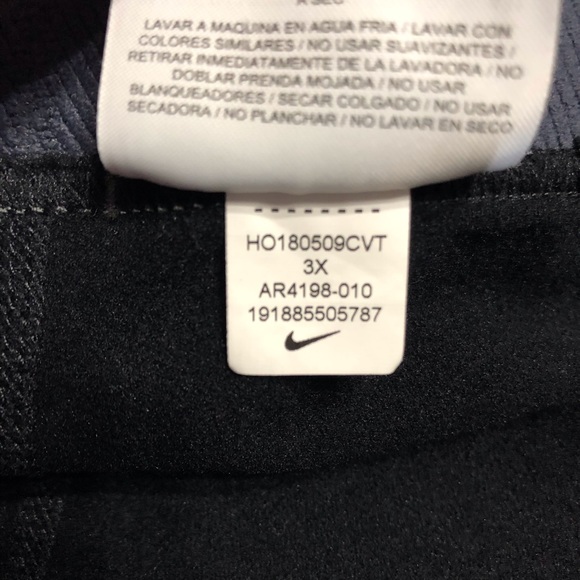 A SECO
LAVAR A MAQUINA EN AGUA FRIA / LAVAR CON
COLORES SIMILARES / NO USAR SUAVIZANTES /
RETIRAR INMEDIATAMENTE DE LA LAVADORA / NO
DOBLAR PRENDA MOJADA / NO USAR
BLANQUEADORES / SECAR COLGADO / NO USAR
SECADORA / NO PLANCHAR / NO LAVAR EN SECO
HO180509CVT
3X
AR4198-010
191885505787